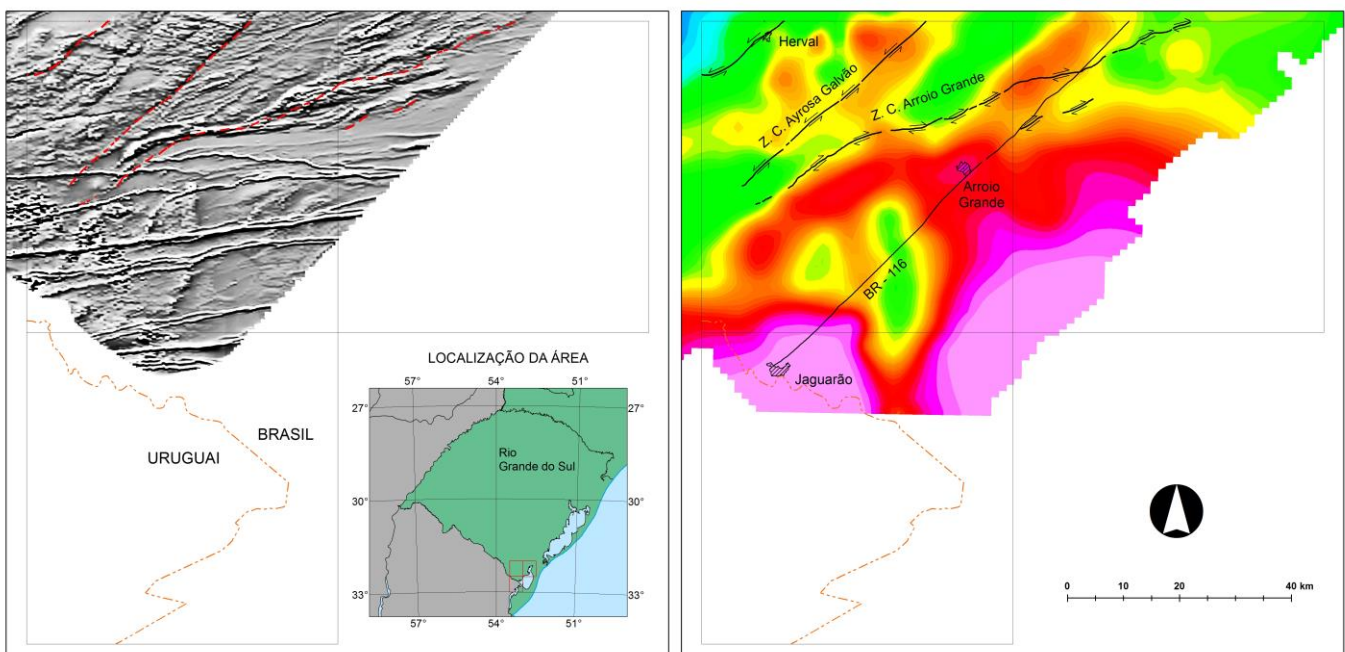 LOCALIZAÇÃO DA ÁREA
57° 54° 51°
27° 27°
Rio
Grande do Sul
30° 30°
33° 33°
57° 54° 51°
BRASIL
URUGUAI
Herval
Z. C. Ayrosa Galvão
Z. C. Arroio Grande
Arroio
Grande
BR - 116
Jaguarão
0 10 20 40 km